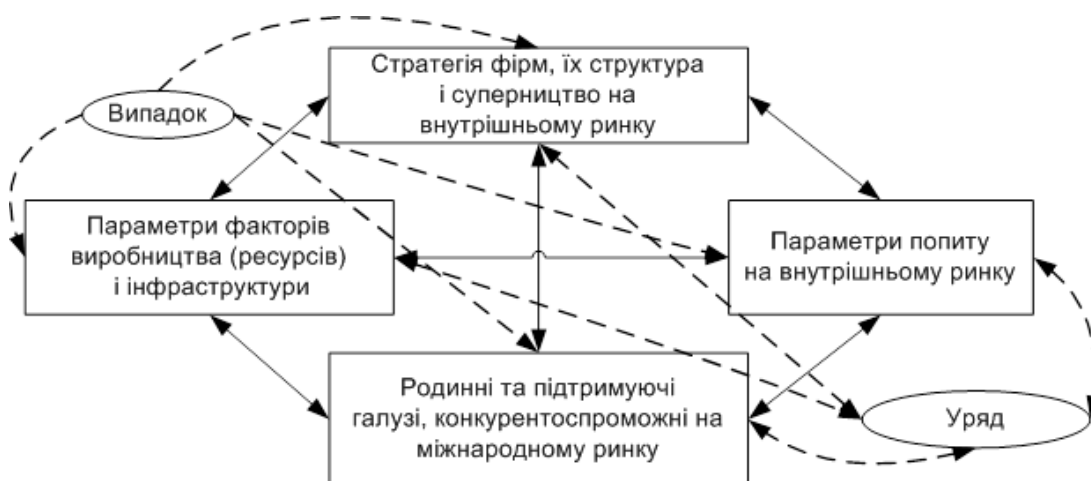 Стратегія фірм, їх структура
і суперництво на
внутрішньому ринку
Випадок
Параметри факторів
виробництва (ресурсів)
і інфраструктури
Параметри попиту
на внутрішньому ринку
Родинні та підтримуючі
галузі, конкурентоспроможні на
міжнародному ринку
Уряд